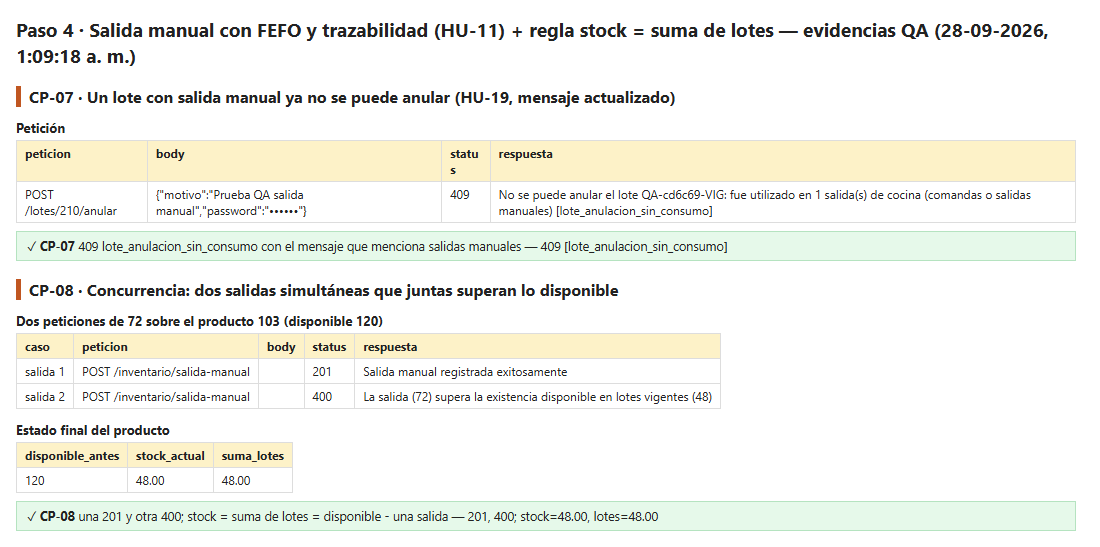 Paso 4 · Salida manual con FEFO y trazabilidad (HU-11) + regla stock = suma de lotes — evidencias QA (28-09-2026,
1:09:18 a. m.)
CP-07 · Un lote con salida manual ya no se puede anular (HU-19, mensaje actualizado)
Petición
peticion body statu
s respuesta
POST
/lotes/210/anular {"motivo":"Prueba QA salida
manual","password":"••••••"} 409 No se puede anular el lote QA-cd6c69-VIG: fue utilizado en 1 salida(s) de cocina (comandas o salidas
manuales) [lote_anulacion_sin_consumo]
✓ CP-07 409 lote_anulacion_sin_consumo con el mensaje que menciona salidas manuales — 409 [lote_anulacion_sin_consumo]
CP-08 · Concurrencia: dos salidas simultáneas que juntas superan lo disponible
Dos peticiones de 72 sobre el producto 103 (disponible 120)
caso peticion body status respuesta
salida 1 POST /inventario/salida-manual 201 Salida manual registrada exitosamente
salida 2 POST /inventario/salida-manual 400 La salida (72) supera la existencia disponible en lotes vigentes (48)
Estado final del producto
disponible_antes stock_actual suma_lotes
120 48.00 48.00
✓ CP-08 una 201 y otra 400; stock = suma de lotes = disponible - una salida — 201, 400; stock=48.00, lotes=48.00